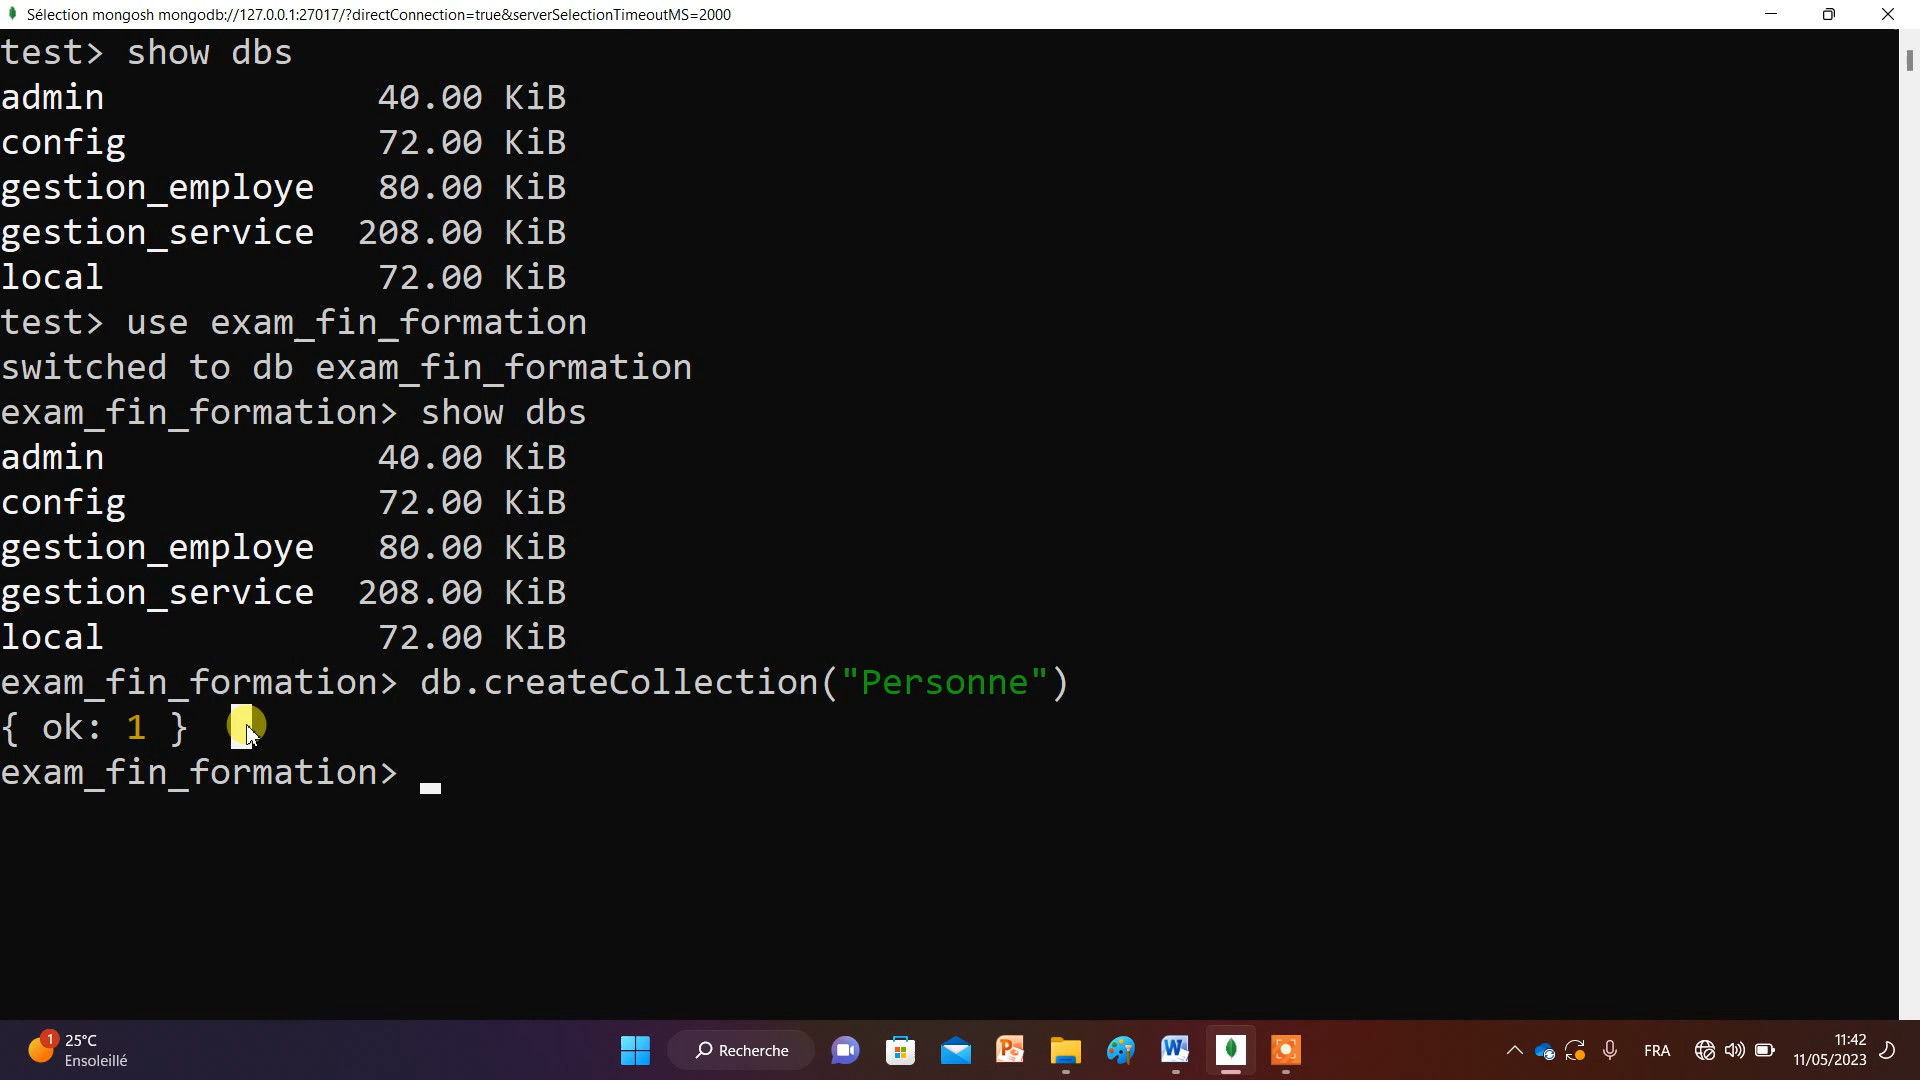 Sélection mongosh mongodb://127.0.0.1:27017/?directConnection=true&serverSelectionTimeoutMS=2000
test> show dbs
admin 40.00 KiB
config 72.00 KiB
gestion_employe 80.00 KiB
gestion_service 208.00 KiB
local 72.00 KiB
test> use exam_fin_formation
switched to db exam_fin_formation
exam_fin_formation> show dbs
admin 40.00 KiB
config 72.00 KiB
gestion_employe 80.00 KiB
gestion_service 208.00 KiB
local 72.00 KiB
exam_fin_formation> db.createCollection("Personne")
{ ok: 1 }
exam_fin_formation>
1
25°C
Ensoleillé
Recherche
FRA
11:42
11/05/2023